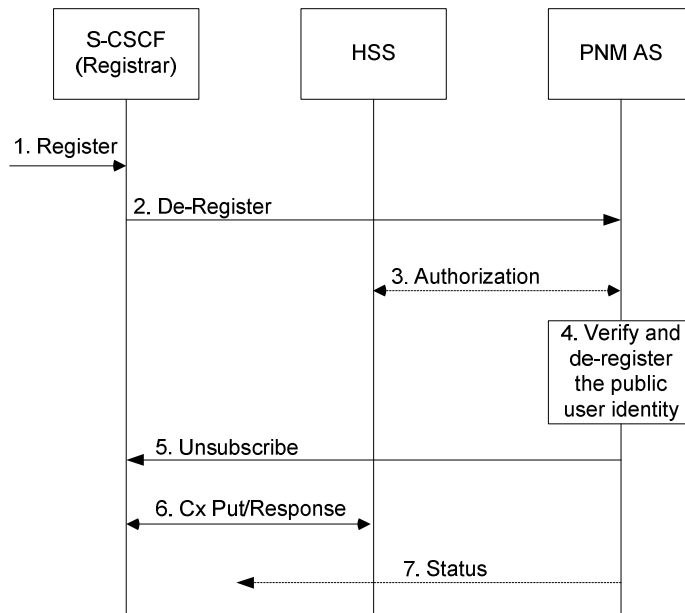 S-CSCF
(Registrar)
HSS
PNM AS
1. Register
2. De-Register
3. Authorization
4. Verify and
de-register
the public
user identity
5. Unsubscribe
6. Cx Put/Response
7. Status